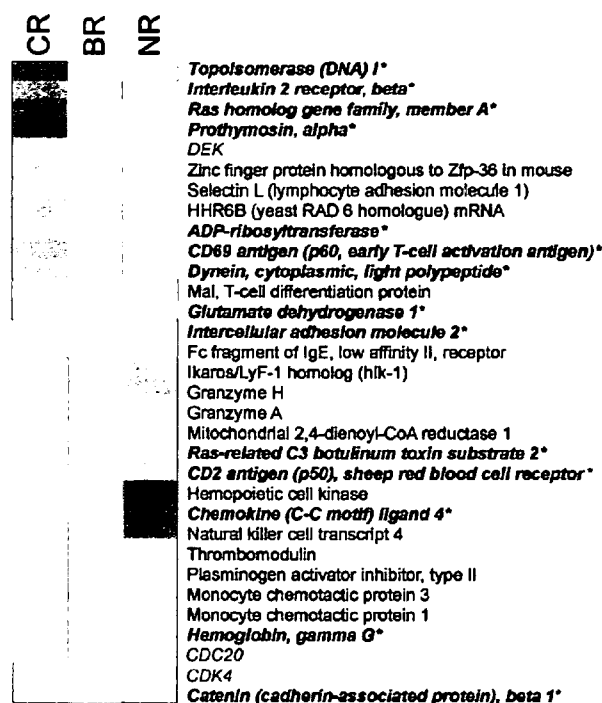 CR BR NR
Topoisomerase (DNA) I*
Interleukin 2 receptor, beta*
Ras homolog gene family, member A*
Prothymosin, alpha*
DEK
Zinc finger protein homologous to Zfp-36 in mouse
Selectin L (lymphocyte adhesion molecule 1)
HHR6B (yeast RAD 6 homologue) mRNA
ADP-ribosyltransferase*
CD69 antigen (p60, early T-cell activation antigen)*
Dynein, cytoplasmic, light polypeptide*
Mal, T-cell differentiation protein
Glutamate dehydrogenase 1*
Intercellular adhesion molecule 2*
Fc fragment of IgE, low affinity II, receptor
Ikaros/LyF-1 homolog (hIk-1)
Granzyme H
Granzyme A
Mitochondrial 2,4-dienoyl-CoA reductase 1
Ras-related C3 botulinum toxin substrate 2*
CD2 antigen (p50), sheep red blood cell receptor*
Hemopoietic cell kinase
Chemokine (C-C motif) ligand 4*
Natural killer cell transcript 4
Thrombomodulin
Plasminogen activator inhibitor, type II
Monocyte chemotactic protein 3
Monocyte chemotactic protein 1
Hemoglobin, gamma G*
CDC20
CDK4
Catenin (cadherin-associated protein), beta 1*